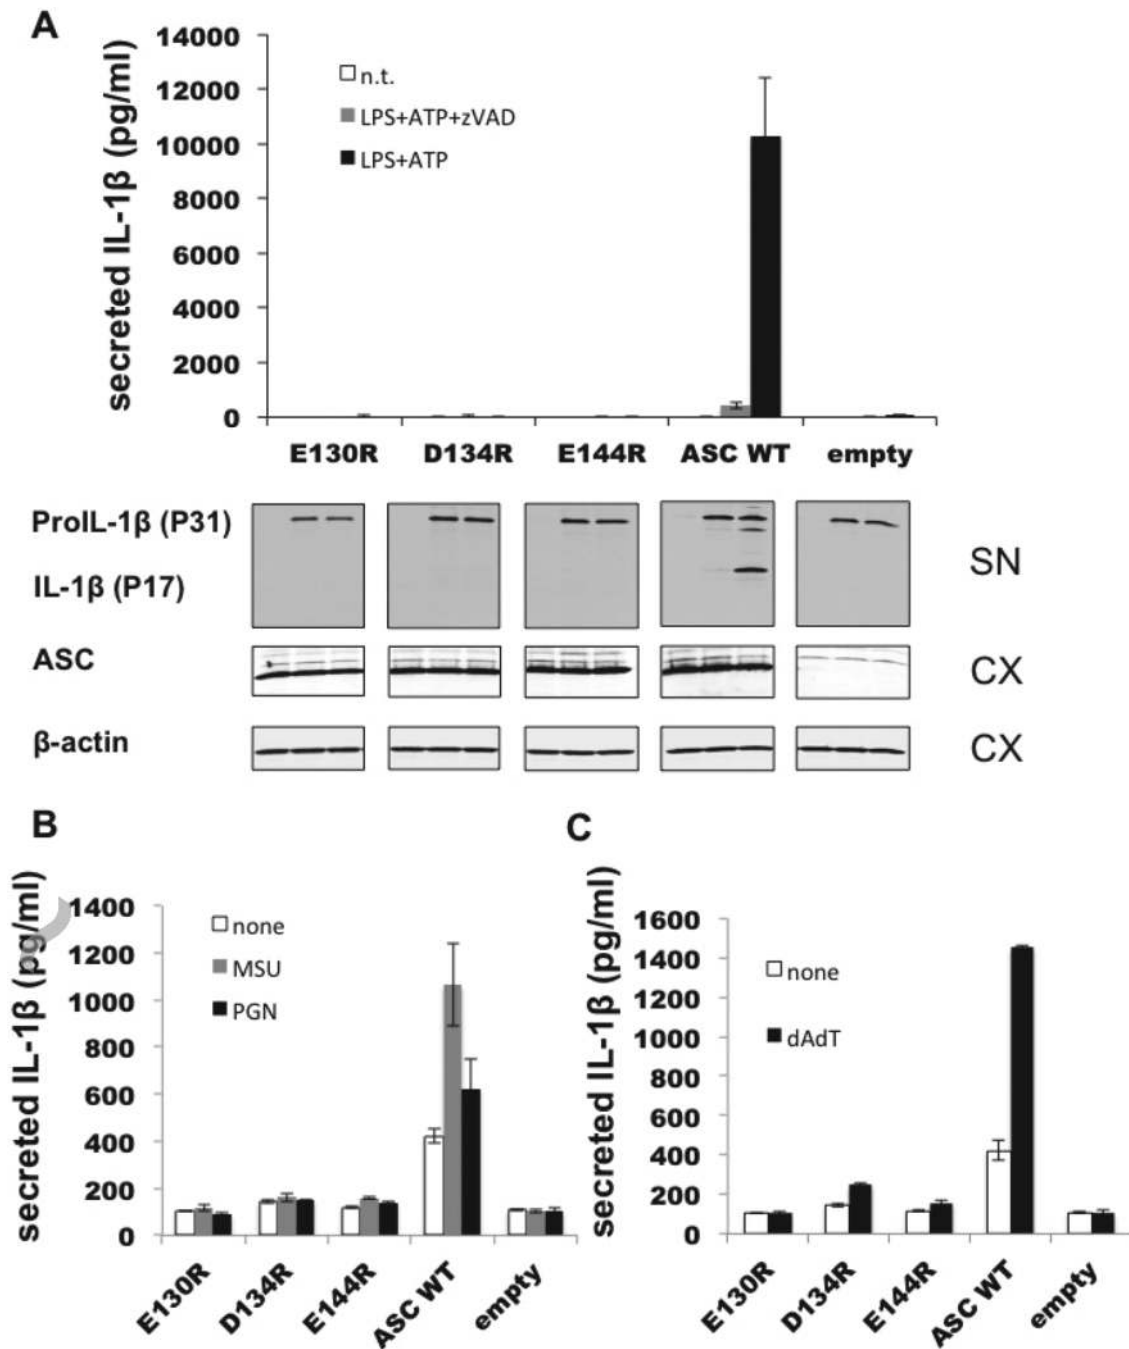 A
secreted IL-1β (pg/ml)
14000
12000
10000
8000
6000
4000
2000
0
n.t.
LPS+ATP+zVAD
LPS+ATP
E130R D134R E144R ASC WT empty
ProIL-1β (P31)
IL-1β (P17)
SN
ASC
CX
β-actin
CX
B
secreted IL-1β (pg/ml)
1400
1200
1000
800
600
400
200
0
none
MSU
PGN
E130R D134R E144R ASC WT empty
C
secreted IL-1β (pg/ml)
1600
1400
1200
1000
800
600
400
200
0
none
dAdT
E130R D134R E144R ASC WT empty